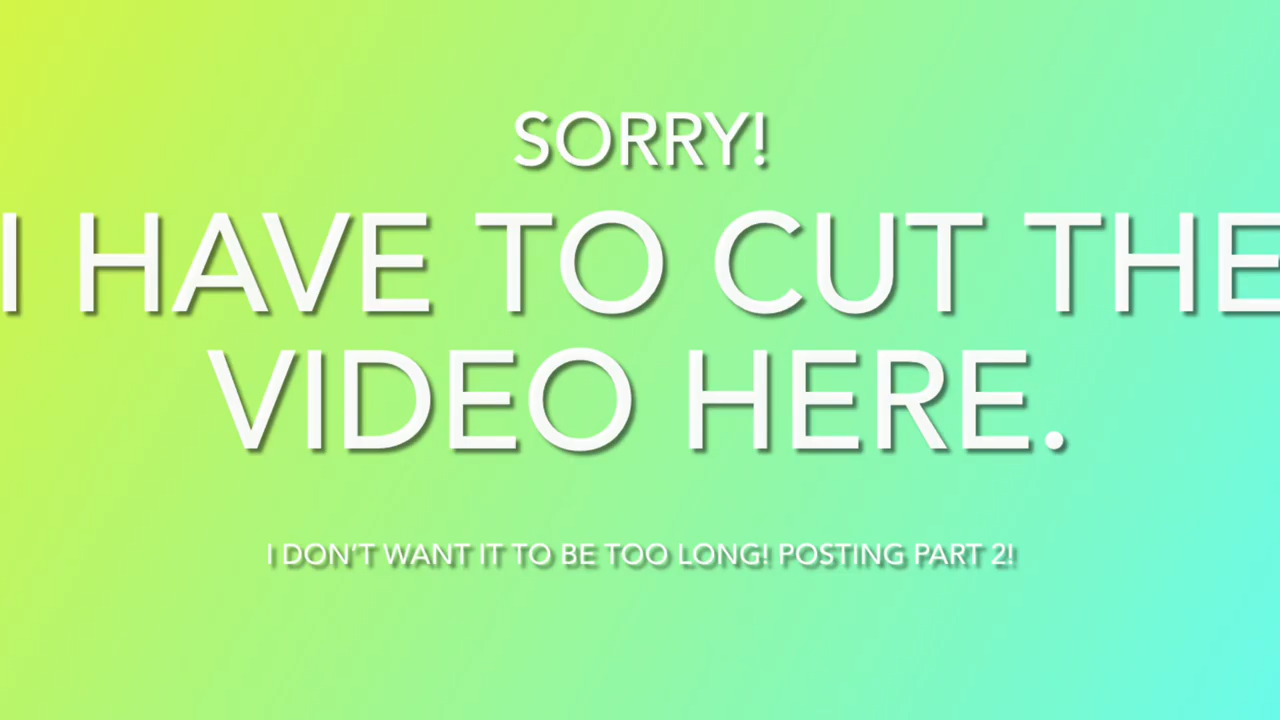 SORRY!
I HAVE TO CUT THE
VIDEO HERE.
I DON'T WANT IT TO BE TOO LONG! POSTING PART 2!